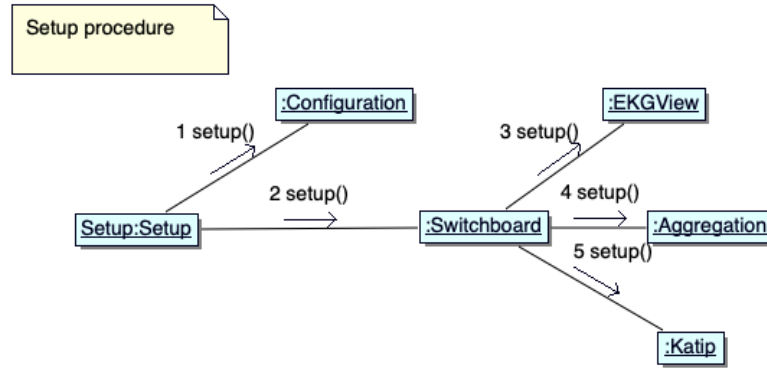 Setup procedure
:Configuration
:EKGView
1 setup()
3 setup()
2 setup()
4 setup()
Setup:Setup
:Switchboard
:Aggregation
5 setup()
:Katip